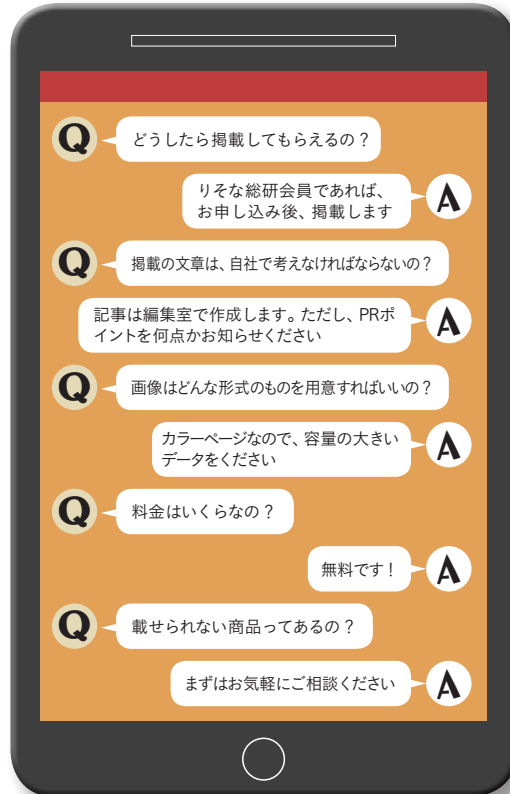 Q
どうしたら掲載してもらえるの？
りそな総研会員であれば、
お申し込み後、掲載します
A
Q
掲載の文章は、自社で考えなければならないの？
記事は編集室で作成します。ただし、PRポ
イントを何点かお知らせください
A
Q
画像はどんな形式のものを用意すればいいの？
カラーページなので、容量の大きい
データをください
A
Q
料金はいくらなの？
無料です！
A
Q
載せられない商品ってあるの？
まずはお気軽にご相談ください
A